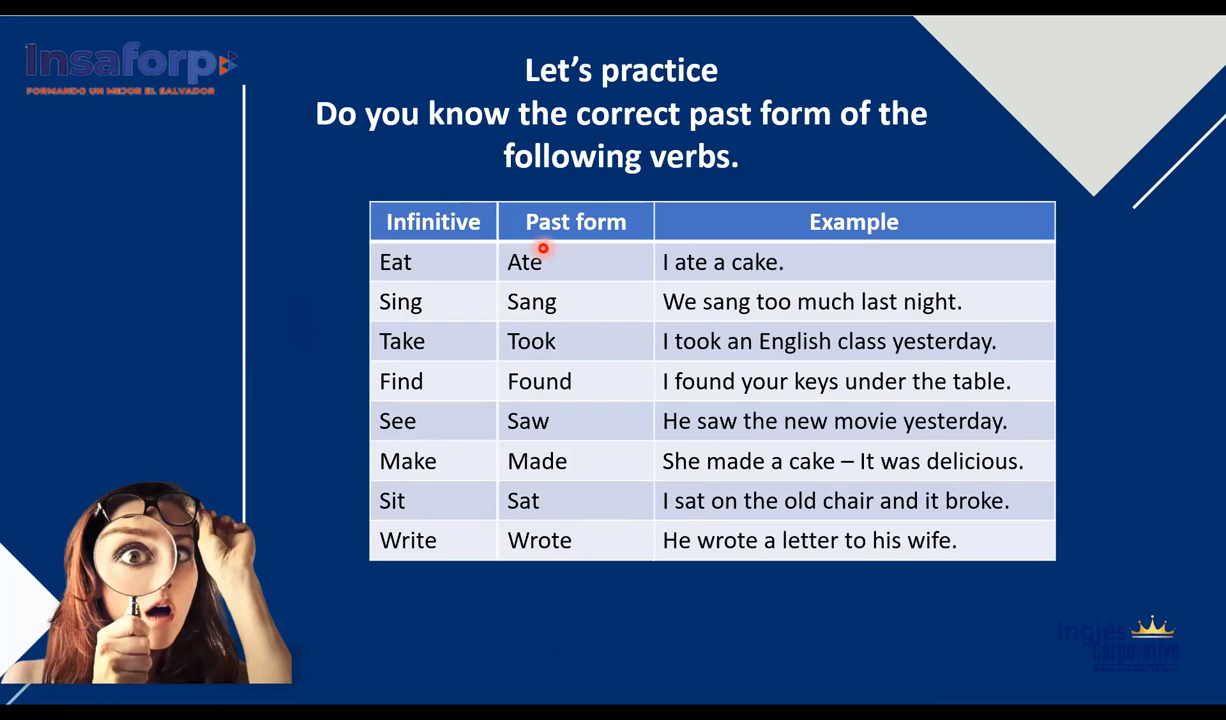 Insaforp
FORMANDO UN MEJOR EL SALVADOR
Let's practice
Do you know the correct past form of the
following verbs.
Infinitive Past form Example
Eat Ate I ate a cake.
Sing Sang We sang too much last night.
Take Took I took an English class yesterday.
Find Found I found your keys under the table.
See Saw He saw the new movie yesterday.
Make Made She made a cake – It was delicious.
Sit Sat I sat on the old chair and it broke.
Write Wrote He wrote a letter to his wife.
Inglés
Corporativo